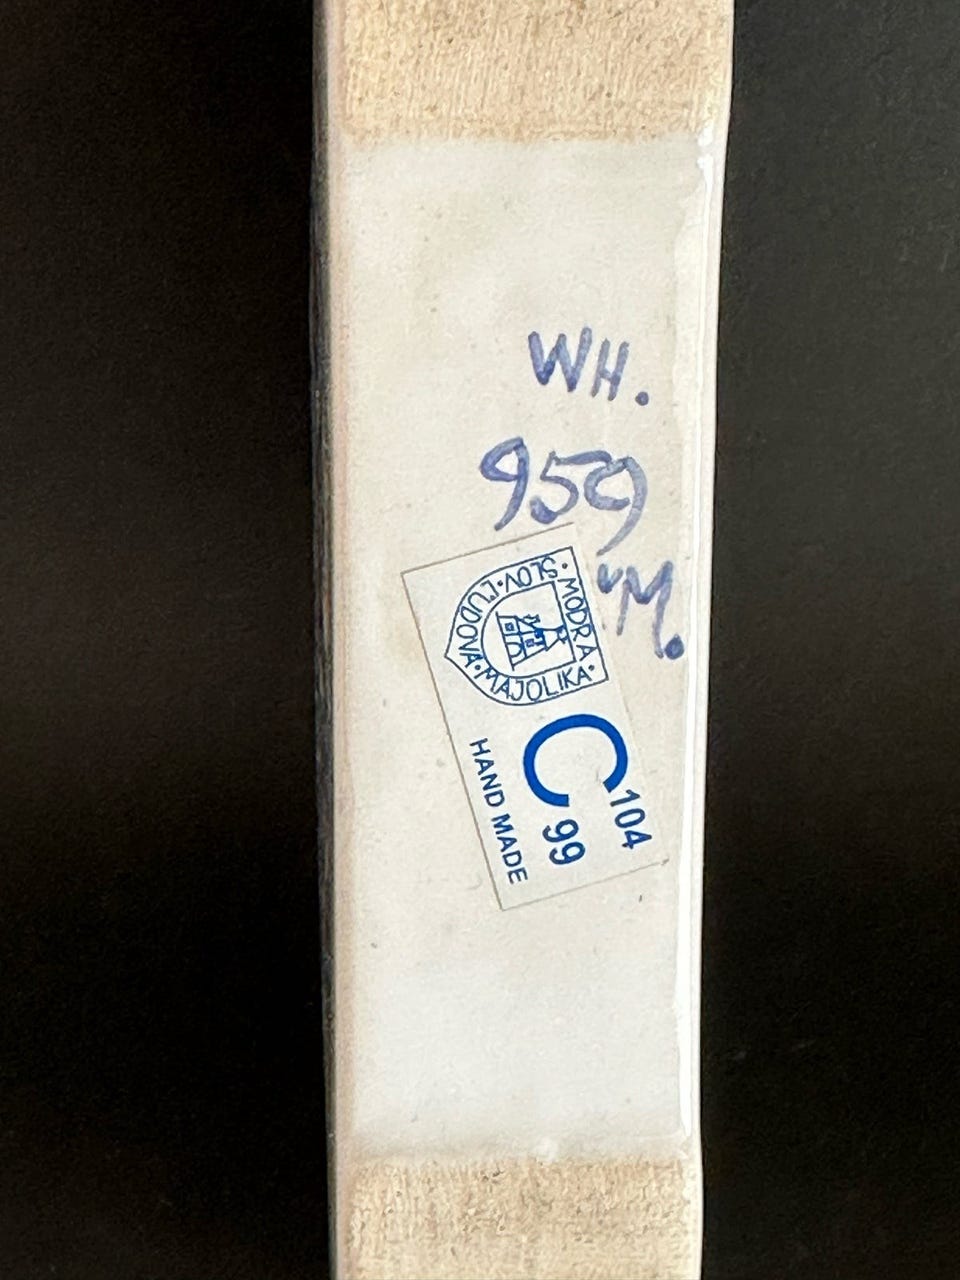 WH.
959
"M.
· MODRA ·
SLOV · ĽUDOVÁ · MAJOLIKA
C 104
99
HAND MADE